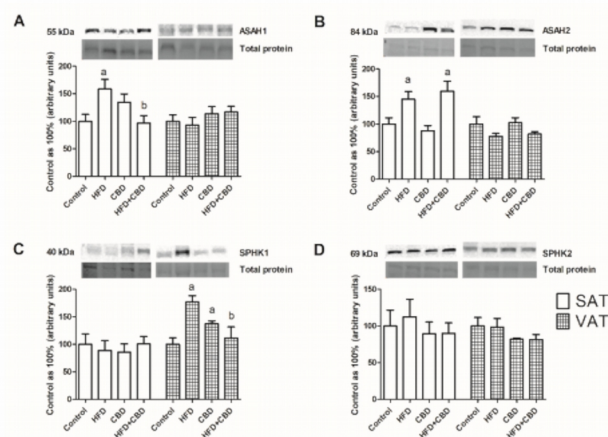 A
55 kDa
ASAH1
Total protein
Control as 100% (arbitrary units)
200
150
100
50
0
a
b
Control
HFD
CBD
HFD+CBD
Control
HFD
CBD
HFD+CBD
B
84 kDa
ASAH2
Total protein
Control as 100% (arbitrary units)
200
150
100
50
0
a
a
Control
HFD
CBD
HFD+CBD
Control
HFD
CBD
HFD+CBD
C
40 kDa
SPHK1
Total protein
Control as 100% (arbitrary units)
200
150
100
50
0
a
a
b
Control
HFD
CBD
HFD+CBD
Control
HFD
CBD
HFD+CBD
D
69 kDa
SPHK2
Total protein
Control as 100% (arbitrary units)
150
100
50
0
Control
HFD
CBD
HFD+CBD
Control
HFD
CBD
HFD+CBD
SAT
VAT